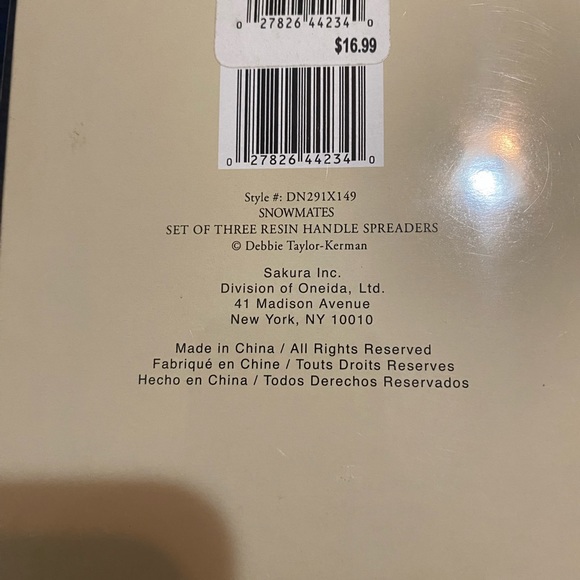 0 27826 44234 0
$16.99
0 27826 44234 0
Style #: DN291X149
SNOWMATES
SET OF THREE RESIN HANDLE SPREADERS
© Debbie Taylor-Kerman
Sakura Inc.
Division of Oneida, Ltd.
41 Madison Avenue
New York, NY 10010
Made in China / All Rights Reserved
Fabriqué en Chine / Touts Droits Reserves
Hecho en China / Todos Derechos Reservados